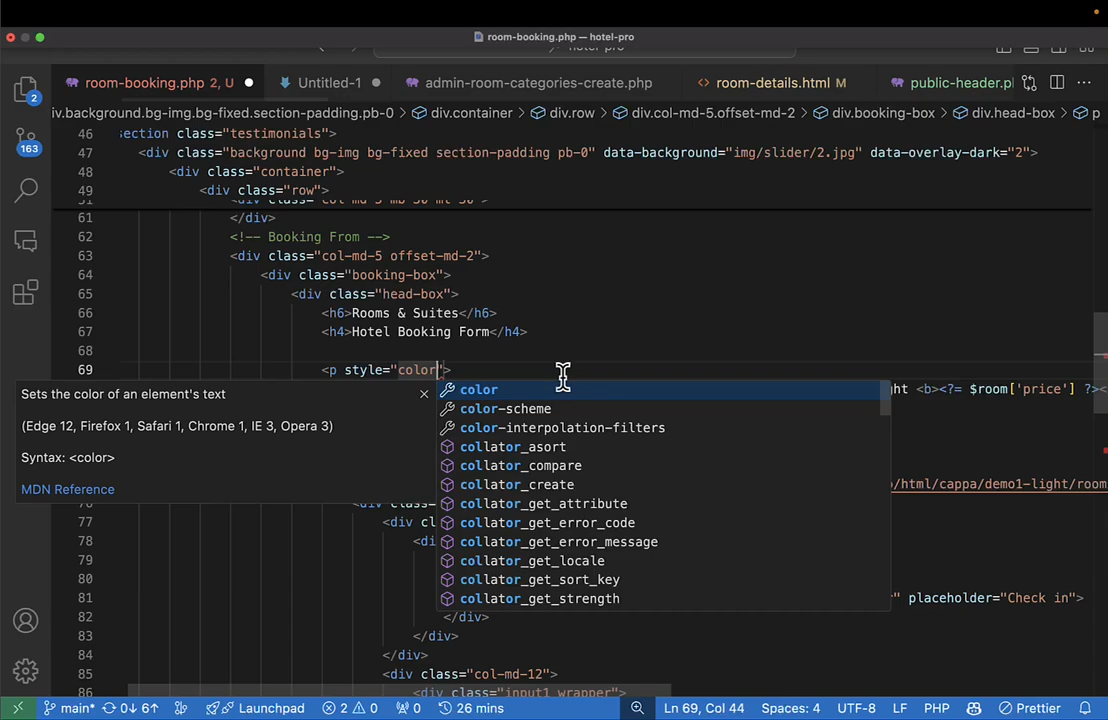 room-booking.php — hotel-pro
room-booking.php 2, U
Untitled-1
admin-room-categories-create.php
room-details.html M
public-header.pl
iv.background.bg-img.bg-fixed.section-padding.pb-0 > div.container > div.row > div.col-md-5.offset-md-2 > div.booking-box > div.head-box > p
46 section class="testimonials">
47 <div class="background bg-img bg-fixed section-padding pb-0" data-background="img/slider/2.jpg" data-overlay-dark="2">
48 <div class="container">
49 <div class="row">
61 </div>
62 <!-- Booking From -->
63 <div class="col-md-5 offset-md-2">
64 <div class="booking-box">
65 <div class="head-box">
66 <h6>Rooms & Suites</h6>
67 <h4>Hotel Booking Form</h4>
68
69 <p style="color">
ht <b><?= $room['price'] ?><
Sets the color of an element's text
(Edge 12, Firefox 1, Safari 1, Chrome 1, IE 3, Opera 3)
Syntax: <color>
MDN Reference
color
color-scheme
color-interpolation-filters
collator_asort
collator_compare
collator_create
collator_get_attribute
collator_get_error_code
collator_get_error_message
collator_get_locale
collator_get_sort_key
collator_get_strength
o/html/cappa/demo1-light/room
77 <div cl
78 <di
79
80
81 " placeholder="Check in">
82 </div>
83 </div>
84 </div>
85 <div class="col-md-12">
86 <div class="input1_wrapper">
2
163
main* 0↓ 6↑ Launchpad 2 0 0 26 mins Ln 69, Col 44 Spaces: 4 UTF-8 LF PHP Prettier